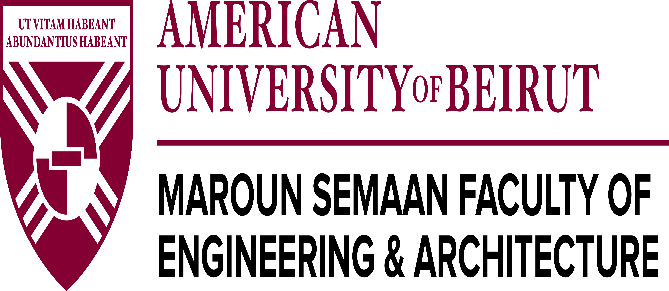 UT VITAM HABEANT
ABUNDANTIUS HABEANT
AMERICAN
UNIVERSITY OF BEIRUT
MAROUN SEMAAN FACULTY OF
ENGINEERING & ARCHITECTURE